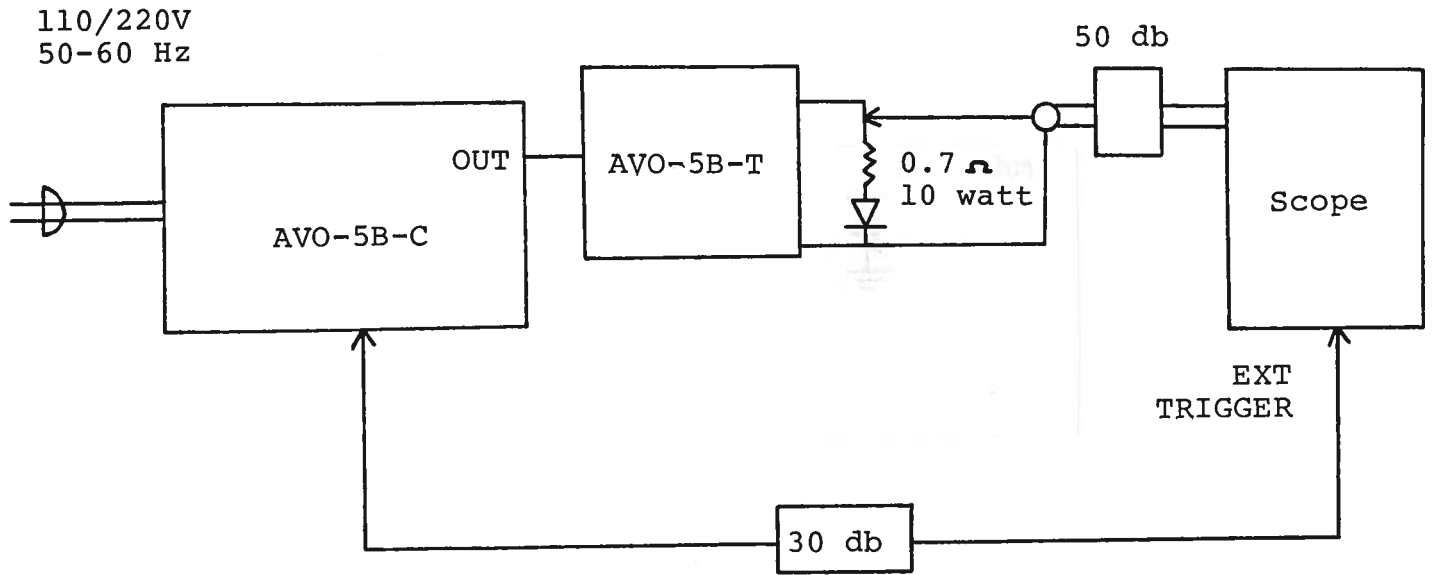 110/220V
50-60 Hz
50 db
OUT
AVO-5B-C
AVO-5B-T
0.7 Ω
10 watt
Scope
EXT
TRIGGER
30 db